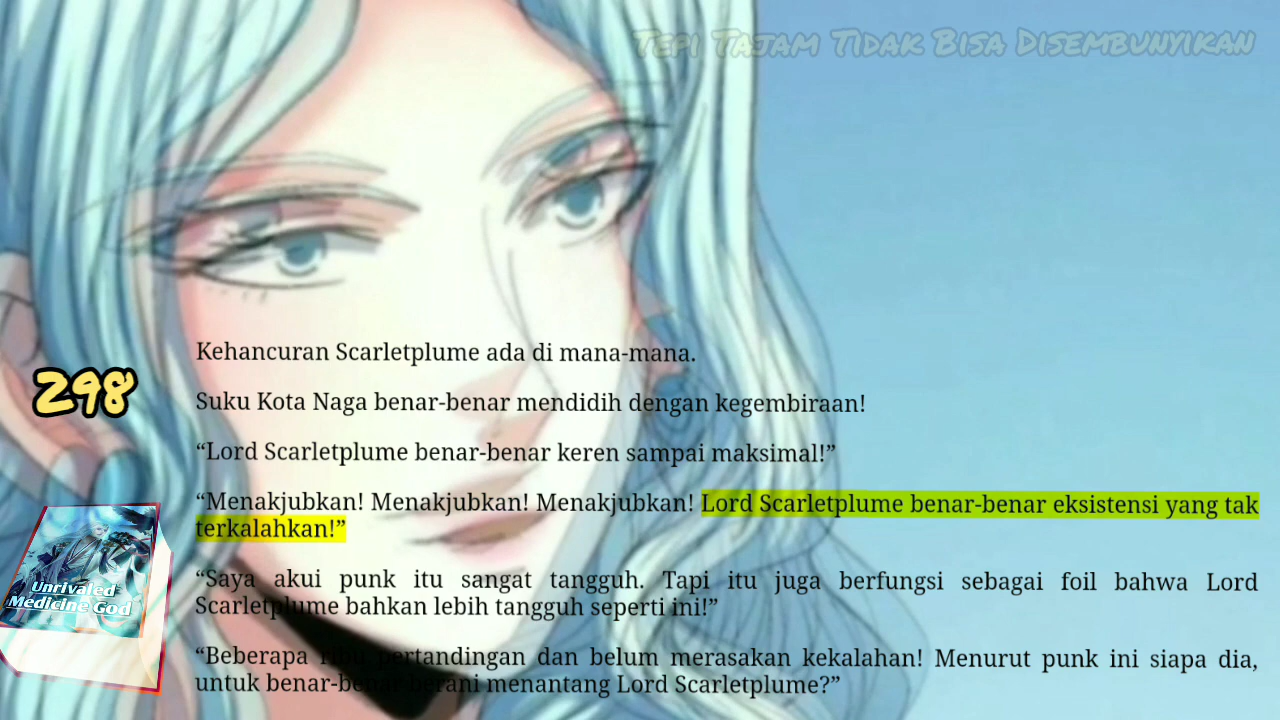 Tepi Tajam Tidak Bisa Disembunyikan
Kehancuran Scarletplume ada di mana-mana.
Suku Kota Naga benar-benar mendidih dengan kegembiraan!
“Lord Scarletplume benar-benar keren sampai maksimal!”
298
“Menakjubkan! Menakjubkan! Menakjubkan! Lord Scarletplume benar-benar eksistensi yang tak
terkalahkan!”
“Saya akui punk itu sangat tangguh. Tapi itu juga berfungsi sebagai foil bahwa Lord
Scarletplume bahkan lebih tangguh seperti ini!”
Unrivaled
Medicine God
“Beberapa ribu pertandingan dan belum merasakan kekalahan! Menurut punk ini siapa dia,
untuk benar-benar berani menantang Lord Scarletplume?”